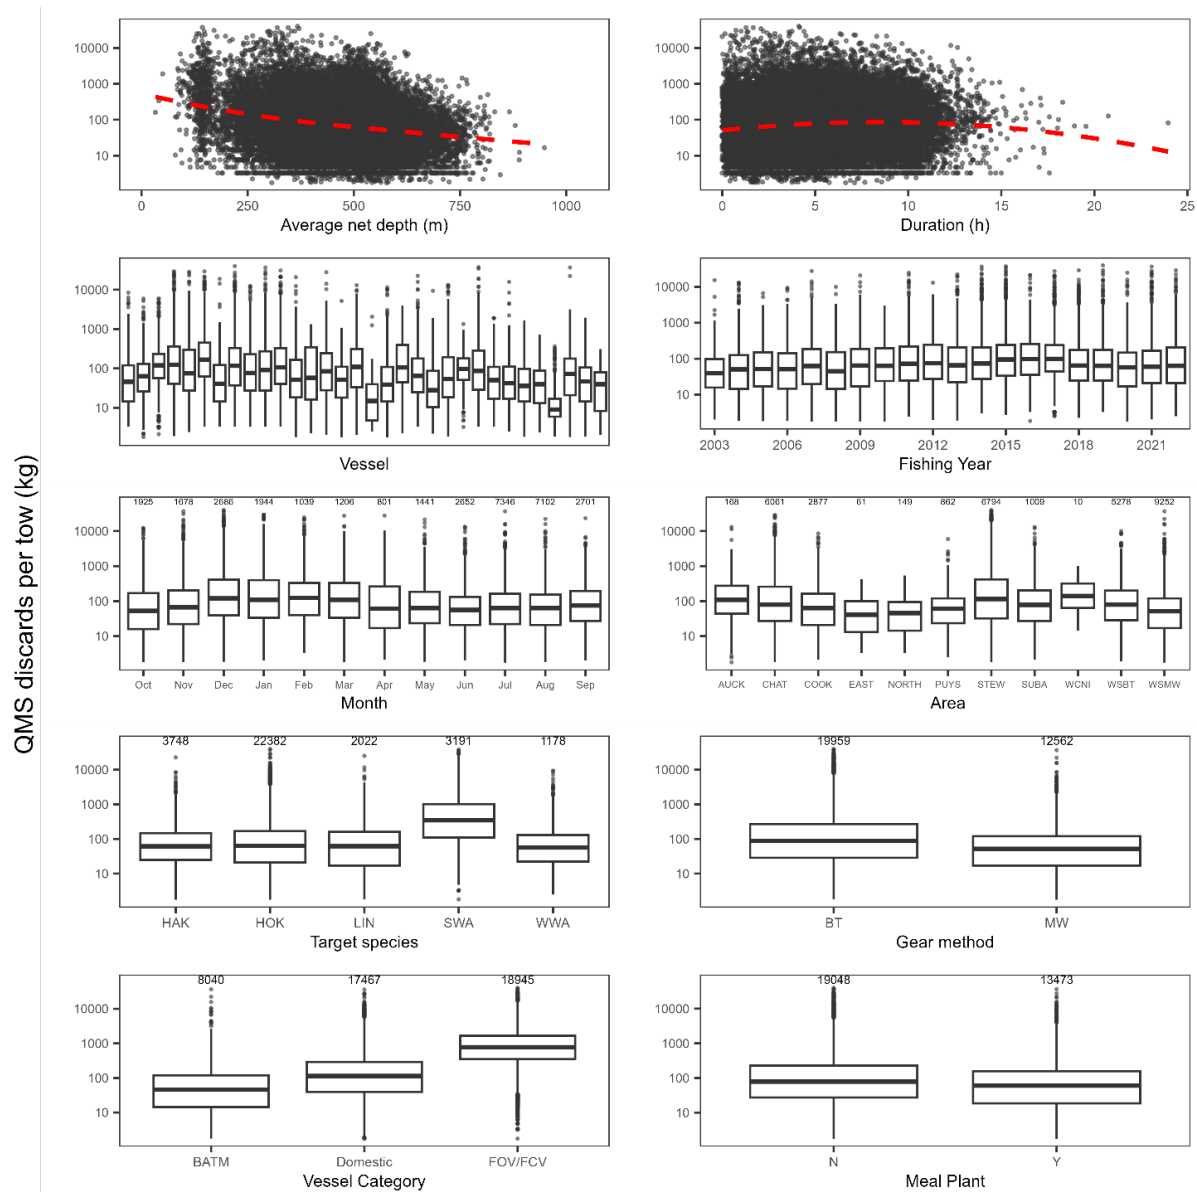 QMS discards per tow (kg)
10000
1000
100
10
0
250
500
750
1000
Average net depth (m)
10000
1000
100
10
0
5
10
15
20
25
Duration (h)
10000
1000
100
10
Vessel
10000
1000
100
10
2003
2006
2009
2012
2015
2018
2021
Fishing Year
1925 1678 2686 1944 1039 1206 801 1441 2652 7346 7102 2701
10000
1000
100
10
Oct Nov Dec Jan Feb Mar Apr May Jun Jul Aug Sep
Month
168 6061 2877 61 149 862 6794 1009 10 5278 9252
10000
1000
100
10
AUCK CHAT COOK EAST NORTH PUYS STEW SUBA WCNI WSBT WSMW
Area
3748 22382 2022 3191 1178
10000
1000
100
10
HAK HOK LIN SWA WWA
Target species
19959 12562
10000
1000
100
10
BT MW
Gear method
8040 17467 18945
10000
1000
100
10
BATM Domestic FOV/FCV
Vessel Category
19048 13473
10000
1000
100
10
N Y
Meal Plant